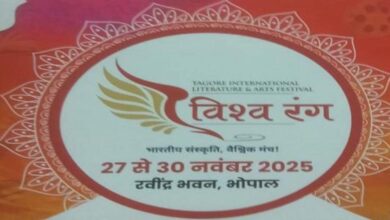 TAGORE INTERNATIONAL
LITERATURE & ARTS FESTIVAL
विश्व रंग
भारतीय संस्कृति, वैश्विक मंच!
27 से 30 नवंबर 2025
रवींद्र भवन, भोपाल